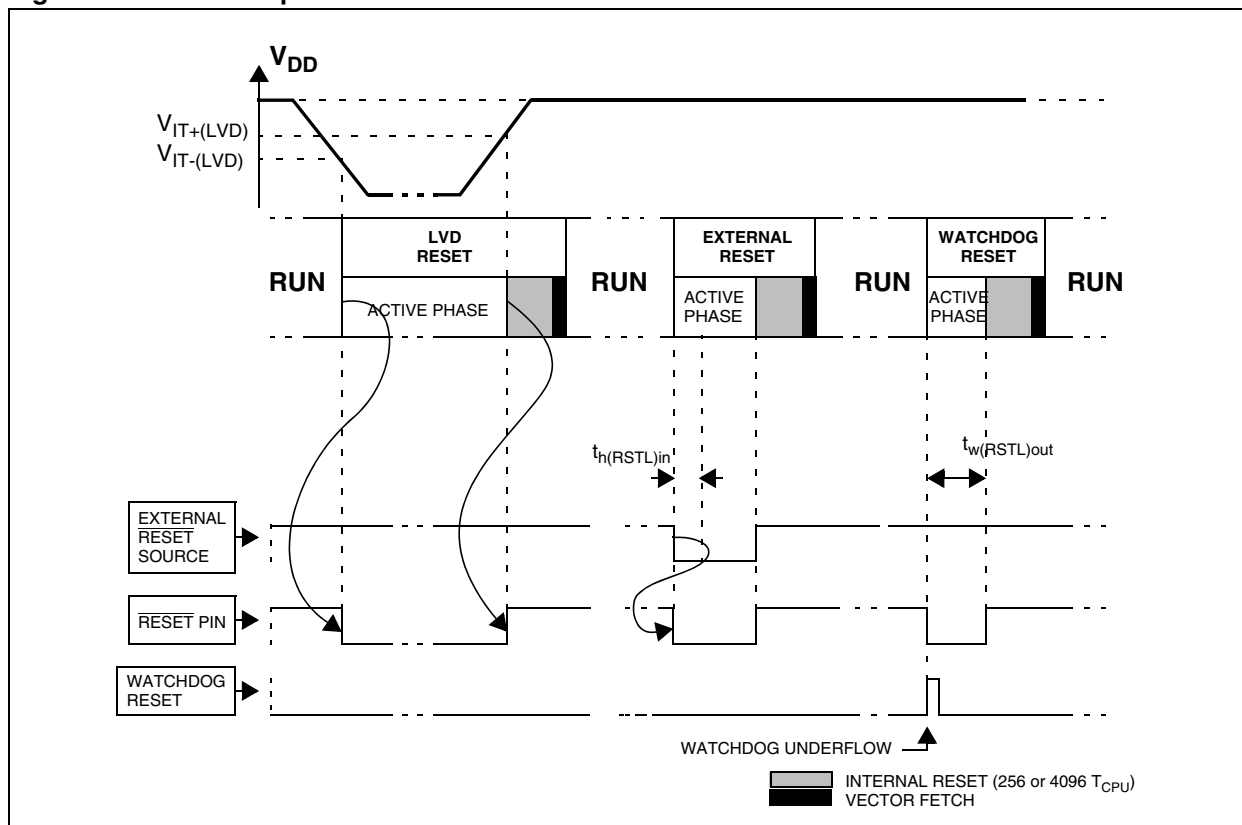 V_DD
V_IT+(LVD)
V_IT-(LVD)
LVD
RESET
EXTERNAL
RESET
WATCHDOG
RESET
RUN
RUN
RUN
RUN
ACTIVE PHASE
ACTIVE
PHASE
ACTIVE
PHASE
t_h(RSTL)in
t_w(RSTL)out
EXTERNAL
RESET
SOURCE
RESET PIN
WATCHDOG
RESET
WATCHDOG UNDERFLOW
INTERNAL RESET (256 or 4096 T_CPU)
VECTOR FETCH